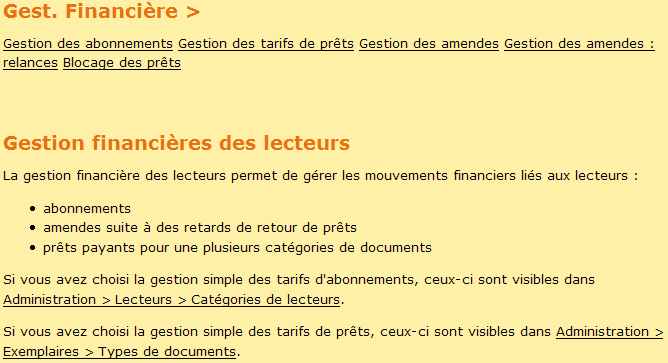 Gest. Financière >
Gestion des abonnements Gestion des tarifs de prêts Gestion des amendes Gestion des amendes :
relances Blocage des prêts
Gestion financières des lecteurs
La gestion financière des lecteurs permet de gérer les mouvements financiers liés aux lecteurs :
• abonnements
• amendes suite à des retards de retour de prêts
• prêts payants pour une plusieurs catégories de documents
Si vous avez choisi la gestion simple des tarifs d'abonnements, ceux-ci sont visibles dans
Administration > Lecteurs > Catégories de lecteurs.
Si vous avez choisi la gestion simple des tarifs de prêts, ceux-ci sont visibles dans Administration >
Exemplaires > Types de documents.